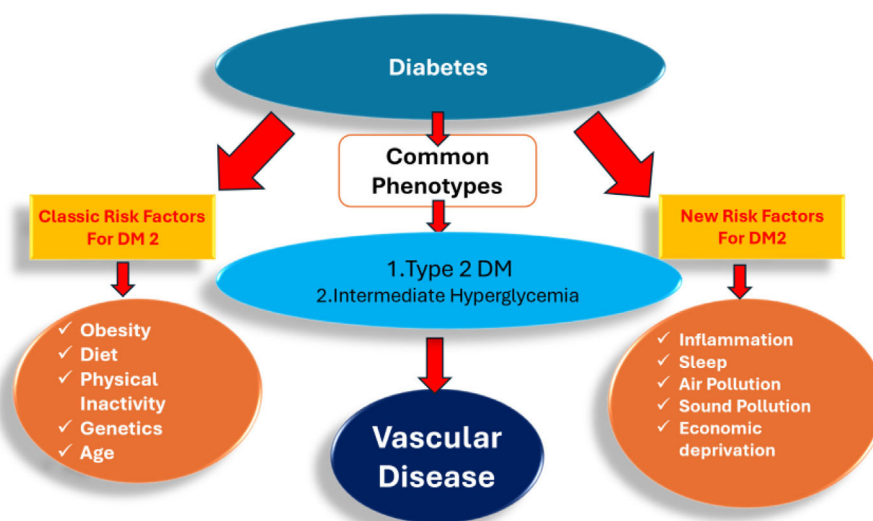 Diabetes
Common
Phenotypes
Classic Risk Factors
For DM 2
New Risk Factors
For DM2
1.Type 2 DM
2.Intermediate Hyperglycemia
✓ Obesity
✓ Diet
✓ Physical
Inactivity
✓ Genetics
✓ Age
✓ Inflammation
✓ Sleep
✓ Air Pollution
✓ Sound Pollution
✓ Economic
deprivation
Vascular
Disease